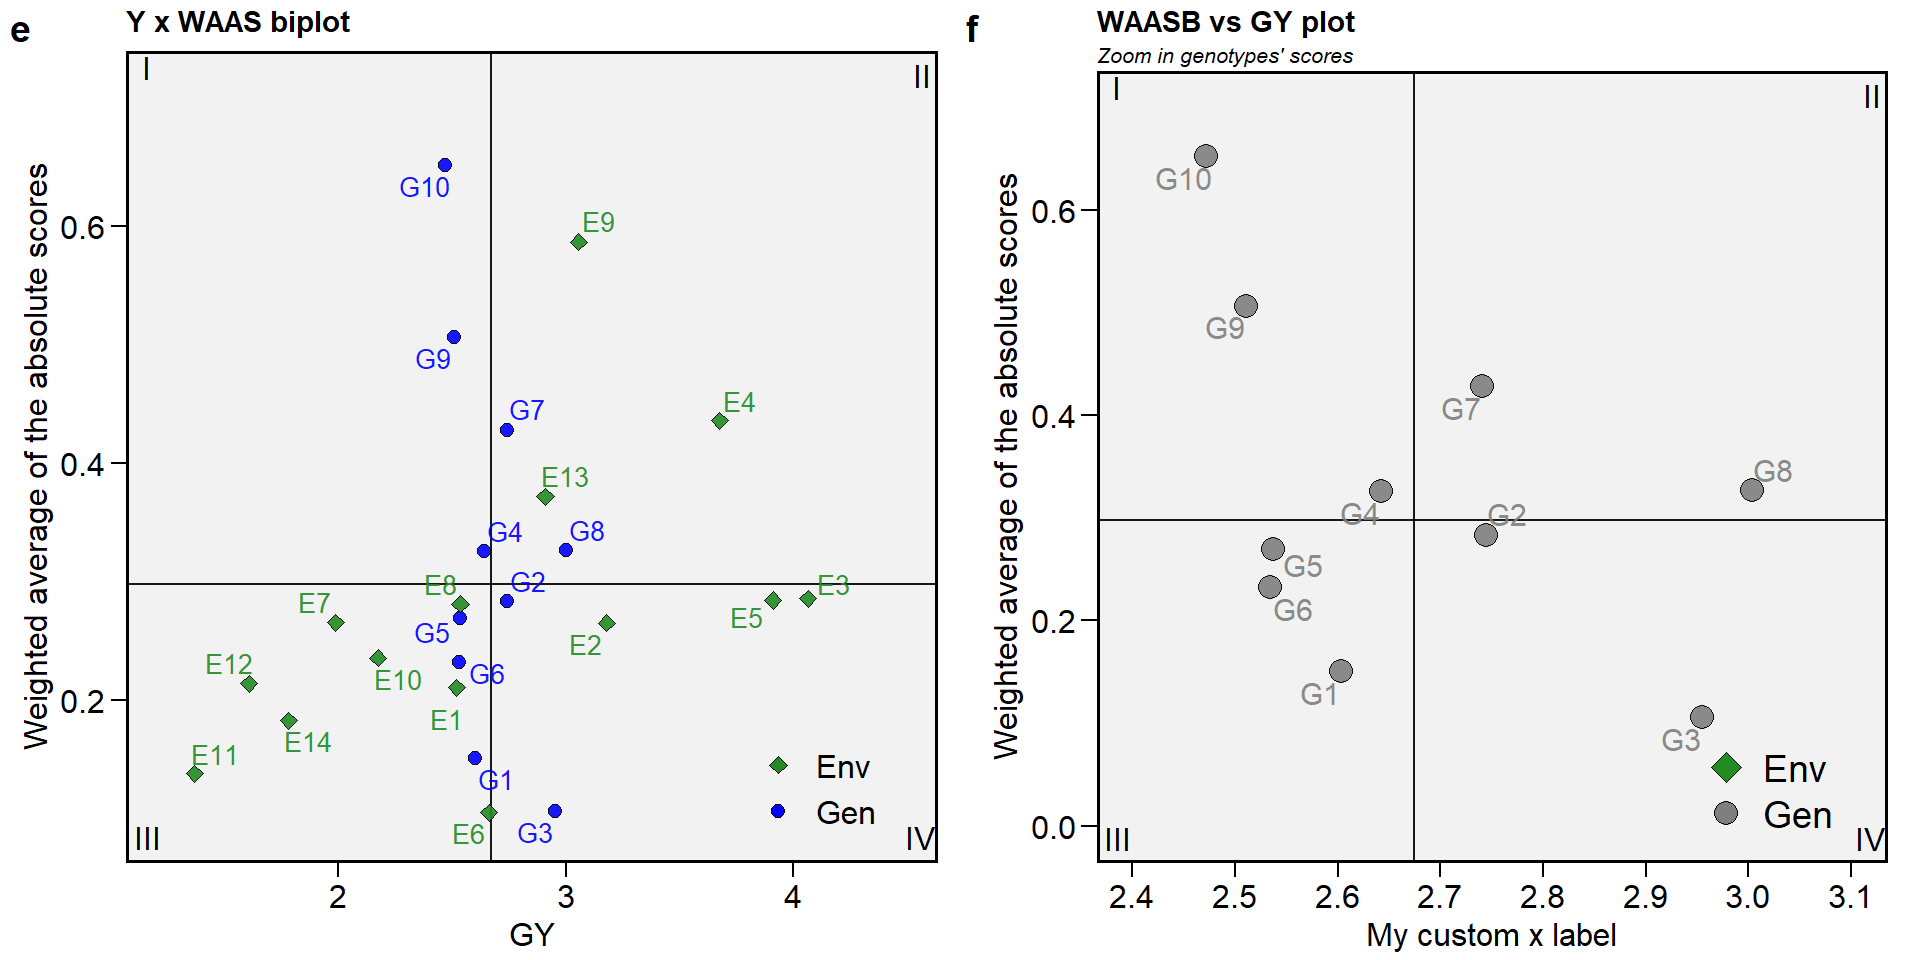 e
Y x WAAS biplot
I
II
G10
E9
0.6
G9
E4
G7
0.4
E13
G4
G8
E8
G2
E3
E7
E5
G5
E2
E12
G6
E10
0.2
E1
E14
E11
G1
Env
Gen
E6
G3
III
IV
2
3
4
GY
Weighted average of the absolute scores
f
WAASB vs GY plot
Zoom in genotypes' scores
I
II
G10
0.6
G9
0.4
G7
G8
G4
G2
G5
G6
0.2
G1
G3
Env
Gen
0.0
III
IV
2.4
2.5
2.6
2.7
2.8
2.9
3.0
3.1
My custom x label
Weighted average of the absolute scores